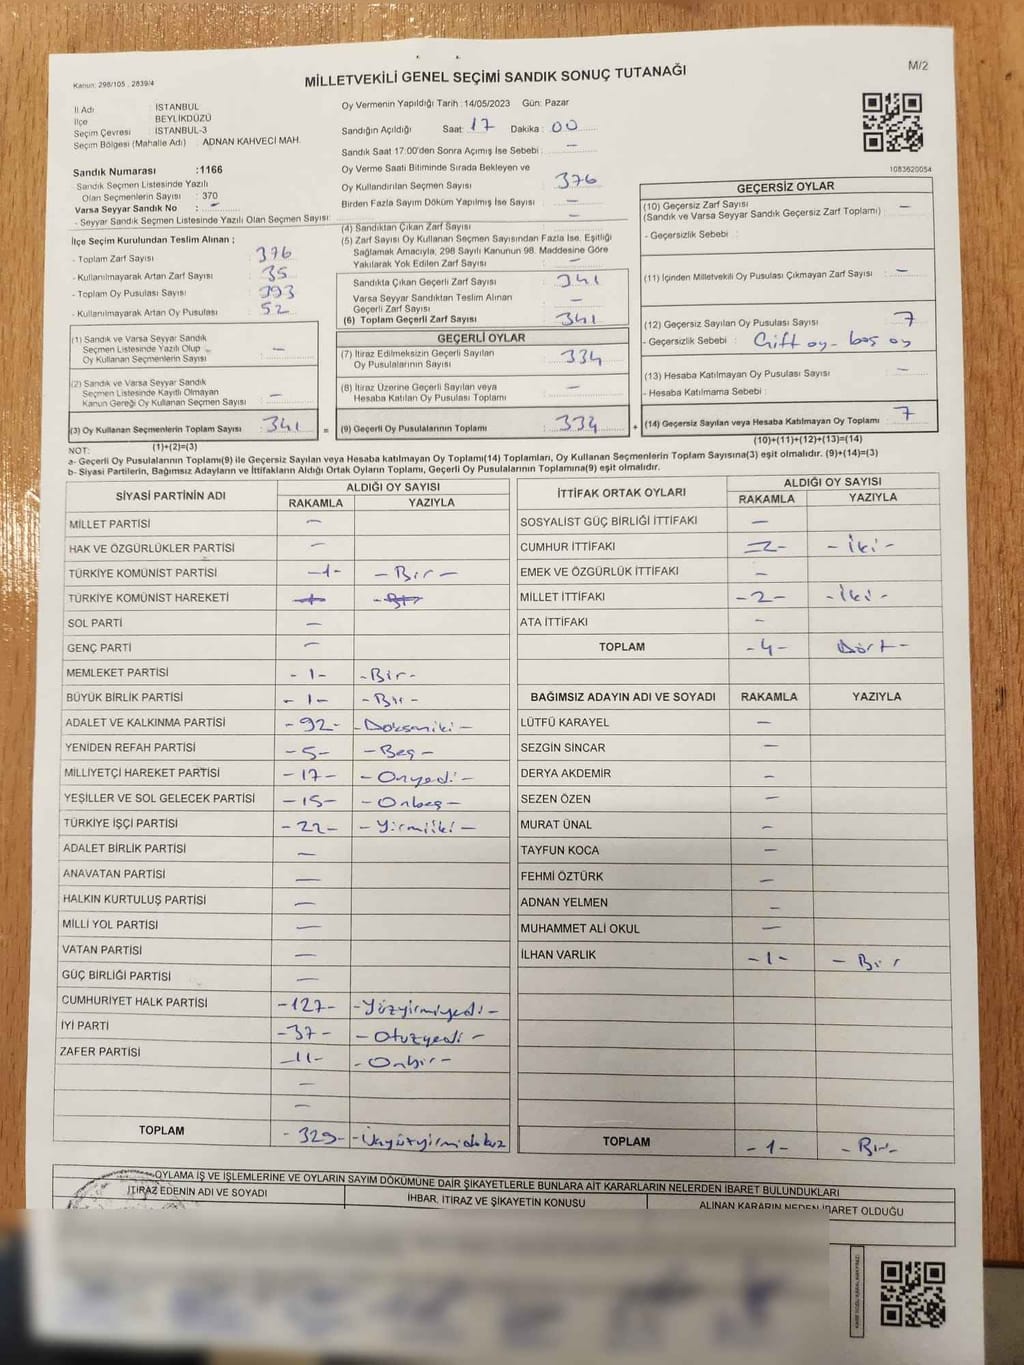 Kanun: 298/105 , 2839/4
MİLLETVEKİLİ GENEL SEÇİMİ SANDIK SONUÇ TUTANAĞI
M/2
İl Adı : İSTANBUL
İlçe : BEYLİKDÜZÜ
Seçim Çevresi : İSTANBUL-3
Seçim Bölgesi (Mahalle Adı) : ADNAN KAHVECİ MAH.
Oy Vermenin Yapıldığı Tarih :14/05/2023 Gün: Pazar
Sandığın Açıldığı Saat: 17 Dakika : 00
Sandık Saat 17:00'den Sonra Açımış İse Sebebi : —
1083620054
Sandık Numarası :1166
- Sandık Seçmen Listesinde Yazılı
Olan Seçmenlerin Sayısı : 370
Varsa Seyyar Sandık No : –
- Seyyar Sandık Seçmen Listesinde Yazılı Olan Seçmen Sayısı: —
Oy Verme Saati Bitiminde Sırada Bekleyen ve
Oy Kullandırılan Seçmen Sayısı : 376
Birden Fazla Sayım Döküm Yapılmış İse Sayısı : —
İlçe Seçim Kurulundan Teslim Alınan ;
- Toplam Zarf Sayısı : 376
- Kullanılmayarak Artan Zarf Sayısı : 35
- Toplam Oy Pusulası Sayısı : 393
- Kullanılmayarak Artan Oy Pusulası : 52
(4) Sandıktan Çıkan Zarf Sayısı :
(5) Zarf Sayısı Oy Kullanan Seçmen Sayısından Fazla İse, Eşitliği
Sağlamak Amacıyla, 298 Sayılı Kanunun 98. Maddesine Göre
Yakılarak Yok Edilen Zarf Sayısı : —
Sandıkta Çıkan Geçerli Zarf Sayısı : 341
Varsa Seyyar Sandıktan Teslim Alınan
Geçerli Zarf Sayısı : —
(6) Toplam Geçerli Zarf Sayısı : 341
(1) Sandık ve Varsa Seyyar Sandık
Seçmen Listesinde Yazılı Olup
Oy Kullanan Seçmenlerin Sayısı : —
(2) Sandık ve Varsa Seyyar Sandık
Seçmen Listesinde Kayıtlı Olmayan
Kanun Gereği Oy Kullanan Seçmen Sayısı : —
(3) Oy Kullanan Seçmenlerin Toplam Sayısı : 341 =
(1)+(2)=(3)
GEÇERLİ OYLAR
(7) İtiraz Edilmeksizin Geçerli Sayılan
Oy Pusulalarının Sayısı : 334
(8) İtiraz Üzerine Geçerli Sayılan veya
Hesaba Katılan Oy Pusulası Toplamı : —
(9) Geçerli Oy Pusulalarının Toplamı : 334 +
GEÇERSİZ OYLAR
(10) Geçersiz Zarf Sayısı
(Sandık ve Varsa Seyyar Sandık Geçersiz Zarf Toplamı) : —
- Geçersizlik Sebebi :
(11) İçinden Milletvekili Oy Pusulası Çıkmayan Zarf Sayısı : —
(12) Geçersiz Sayılan Oy Pusulası Sayısı : 7
- Geçersizlik Sebebi : Çift oy - boş oy
(13) Hesaba Katılmayan Oy Pusulası Sayısı : —
- Hesaba Katılmama Sebebi :
(14) Geçersiz Sayılan veya Hesaba Katılmayan Oy Toplamı : 7
(10)+(11)+(12)+(13)=(14)
NOT:
a- Geçerli Oy Pusulalarının Toplamı(9) ile Geçersiz Sayılan veya Hesaba katılmayan Oy Toplamı(14) Toplamları, Oy Kullanan Seçmenlerin Toplam Sayısına(3) eşit olmalıdır. (9)+(14)=(3)
b- Siyasi Partilerin, Bağımsız Adayların ve İttifakların Aldığı Ortak Oyların Toplamı, Geçerli Oy Pusulalarının Toplamına(9) eşit olmalıdır.
SİYASİ PARTİNİN ADI ALDIĞI OY SAYISI
RAKAMLA YAZIYLA
MİLLET PARTİSİ —
HAK VE ÖZGÜRLÜKLER PARTİSİ —
TÜRKİYE KOMÜNİST PARTİSİ -1- -Bir-
TÜRKİYE KOMÜNİST HAREKETİ -1- -Bir-
SOL PARTİ —
GENÇ PARTİ —
MEMLEKET PARTİSİ -1- -Bir-
BÜYÜK BİRLİK PARTİSİ -1- -Bir-
ADALET VE KALKINMA PARTİSİ -92- -Doksaniki-
YENİDEN REFAH PARTİSİ -5- -Beş-
MİLLİYETÇİ HAREKET PARTİSİ -17- -Onyedi-
YEŞİLLER VE SOL GELECEK PARTİSİ -15- -Onbeş-
TÜRKİYE İŞÇİ PARTİSİ -22- -Yirmiiki-
ADALET BİRLİK PARTİSİ —
ANAVATAN PARTİSİ —
HALKIN KURTULUŞ PARTİSİ —
MİLLİ YOL PARTİSİ —
VATAN PARTİSİ —
GÜÇ BİRLİĞİ PARTİSİ —
CUMHURİYET HALK PARTİSİ -127- -Yüzyirmiyedi-
İYİ PARTİ -37- -Otuzyedi-
ZAFER PARTİSİ -11- -Onbir-
—
—
TOPLAM -329- -Üçyüzyirmidokuz
İTTİFAK ORTAK OYLARI ALDIĞI OY SAYISI
RAKAMLA YAZIYLA
SOSYALİST GÜÇ BİRLİĞİ İTTİFAKI —
CUMHUR İTTİFAKI -2- -İki-
EMEK VE ÖZGÜRLÜK İTTİFAKI —
MİLLET İTTİFAKI -2- -İki-
ATA İTTİFAKI —
TOPLAM -4- Dört-
BAĞIMSIZ ADAYIN ADI VE SOYADI RAKAMLA YAZIYLA
LÜTFÜ KARAYEL —
SEZGİN SİNCAR —
DERYA AKDEMİR —
SEZEN ÖZEN —
MURAT ÜNAL —
TAYFUN KOCA —
FEHMİ ÖZTÜRK —
ADNAN YELMEN —
MUHAMMET ALİ OKUL —
İLHAN VARLIK -1- -Bir
TOPLAM -1- -Bir-
OYLAMA İŞ VE İŞLEMLERİNE VE OYLARIN SAYIM DÖKÜMÜNE DAİR ŞİKAYETLERLE BUNLARA AİT KARARLARIN NELERDEN İBARET BULUNDUKLARI
İTİRAZ EDENİN ADI VE SOYADI İHBAR, İTİRAZ VE ŞİKAYETİN KONUSU ALINAN KARARIN NEDEN İBARET OLDUĞU